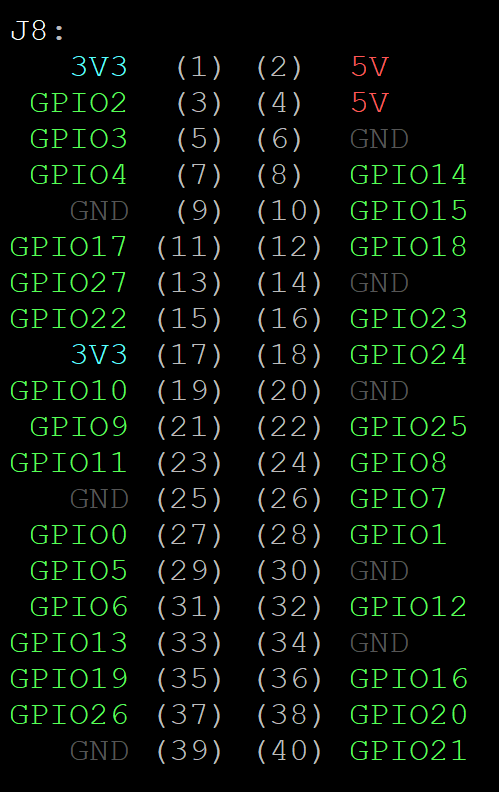 J8:
3V3 (1) (2) 5V
GPIO2 (3) (4) 5V
GPIO3 (5) (6) GND
GPIO4 (7) (8) GPIO14
GND (9) (10) GPIO15
GPIO17 (11) (12) GPIO18
GPIO27 (13) (14) GND
GPIO22 (15) (16) GPIO23
3V3 (17) (18) GPIO24
GPIO10 (19) (20) GND
GPIO9 (21) (22) GPIO25
GPIO11 (23) (24) GPIO8
GND (25) (26) GPIO7
GPIO0 (27) (28) GPIO1
GPIO5 (29) (30) GND
GPIO6 (31) (32) GPIO12
GPIO13 (33) (34) GND
GPIO19 (35) (36) GPIO16
GPIO26 (37) (38) GPIO20
GND (39) (40) GPIO21